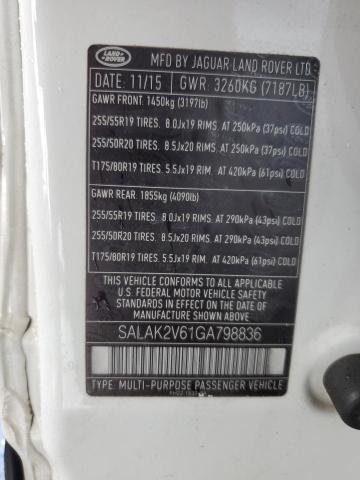 LAND ROVER
MFD BY JAGUAR LAND ROVER LTD
DATE: 11/15 GWR: 3260KG (7187LB)
GAWR FRONT: 1450kg (3197lb)
255/55R19 TIRES. 8.0Jx19 RIMS. AT 250kPa (37psi) COLD
255/50R20 TIRES. 8.5Jx20 RIMS. AT 250kPa (37psi) COLD
T175/80R19 TIRES. 5.5Jx19 RIM. AT 420kPa (61psi) COLD
GAWR REAR: 1855kg (4090lb)
255/55R19 TIRES. 8.0Jx19 RIMS. AT 290kPa (43psi) COLD
255/50R20 TIRES. 8.5Jx20 RIMS. AT 290kPa (43psi) COLD
T175/80R19 TIRES. 5.5Jx19 RIM. AT 420kPa (61psi) COLD
THIS VEHICLE CONFORMS TO ALL APPLICABLE
U.S. FEDERAL MOTOR VEHICLE SAFETY
STANDARDS IN EFFECT ON THE DATE OF
MANUFACTURE SHOWN ABOVE
SALAK2V61GA798836
TYPE: MULTI-PURPOSE PASSENGER VEHICLE